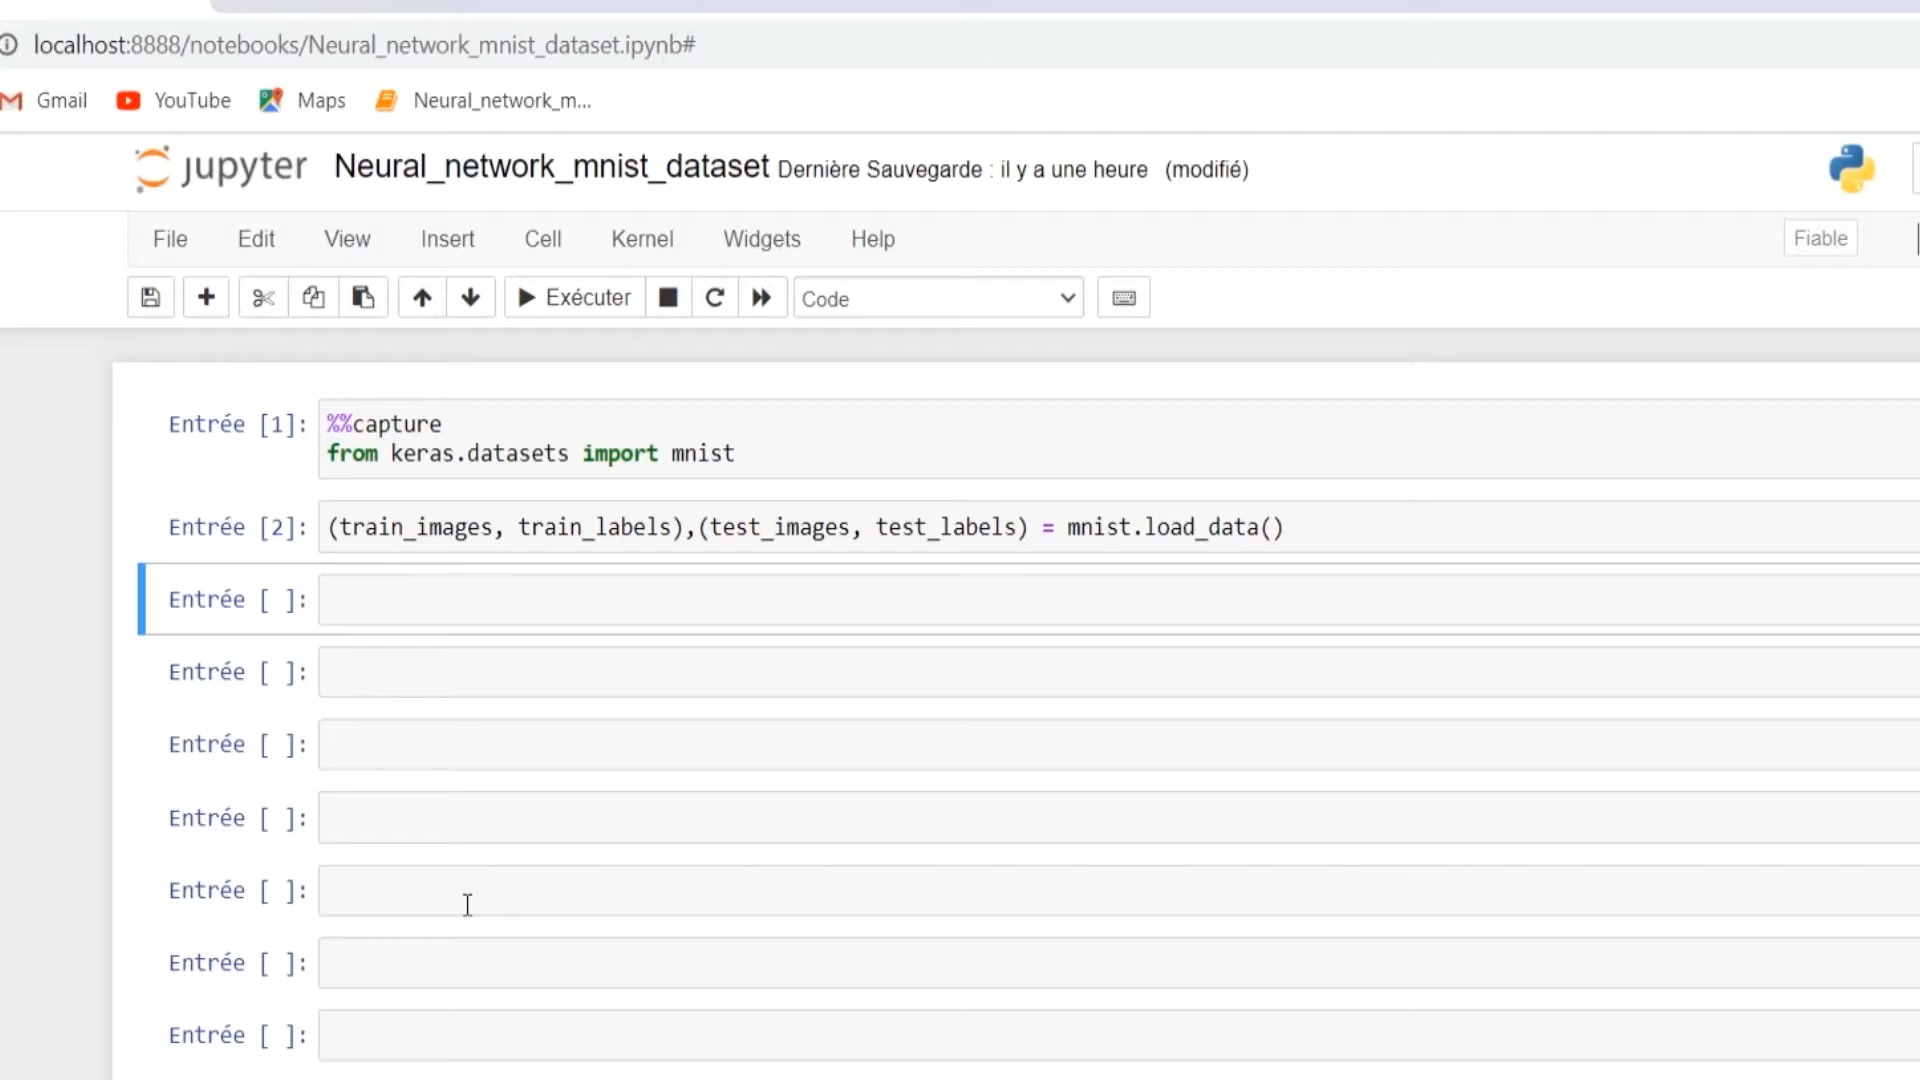 localhost:8888/notebooks/Neural_network_mnist_dataset.ipynb#
Gmail YouTube Maps Neural_network_m...
jupyter Neural_network_mnist_dataset Dernière Sauvegarde : il y a une heure (modifié)
File Edit View Insert Cell Kernel Widgets Help Fiable
Exécuter Code
Entrée [1]: %%capture
from keras.datasets import mnist
Entrée [2]: (train_images, train_labels),(test_images, test_labels) = mnist.load_data()
Entrée [ ]:
Entrée [ ]:
Entrée [ ]:
Entrée [ ]:
Entrée [ ]:
Entrée [ ]:
Entrée [ ]: